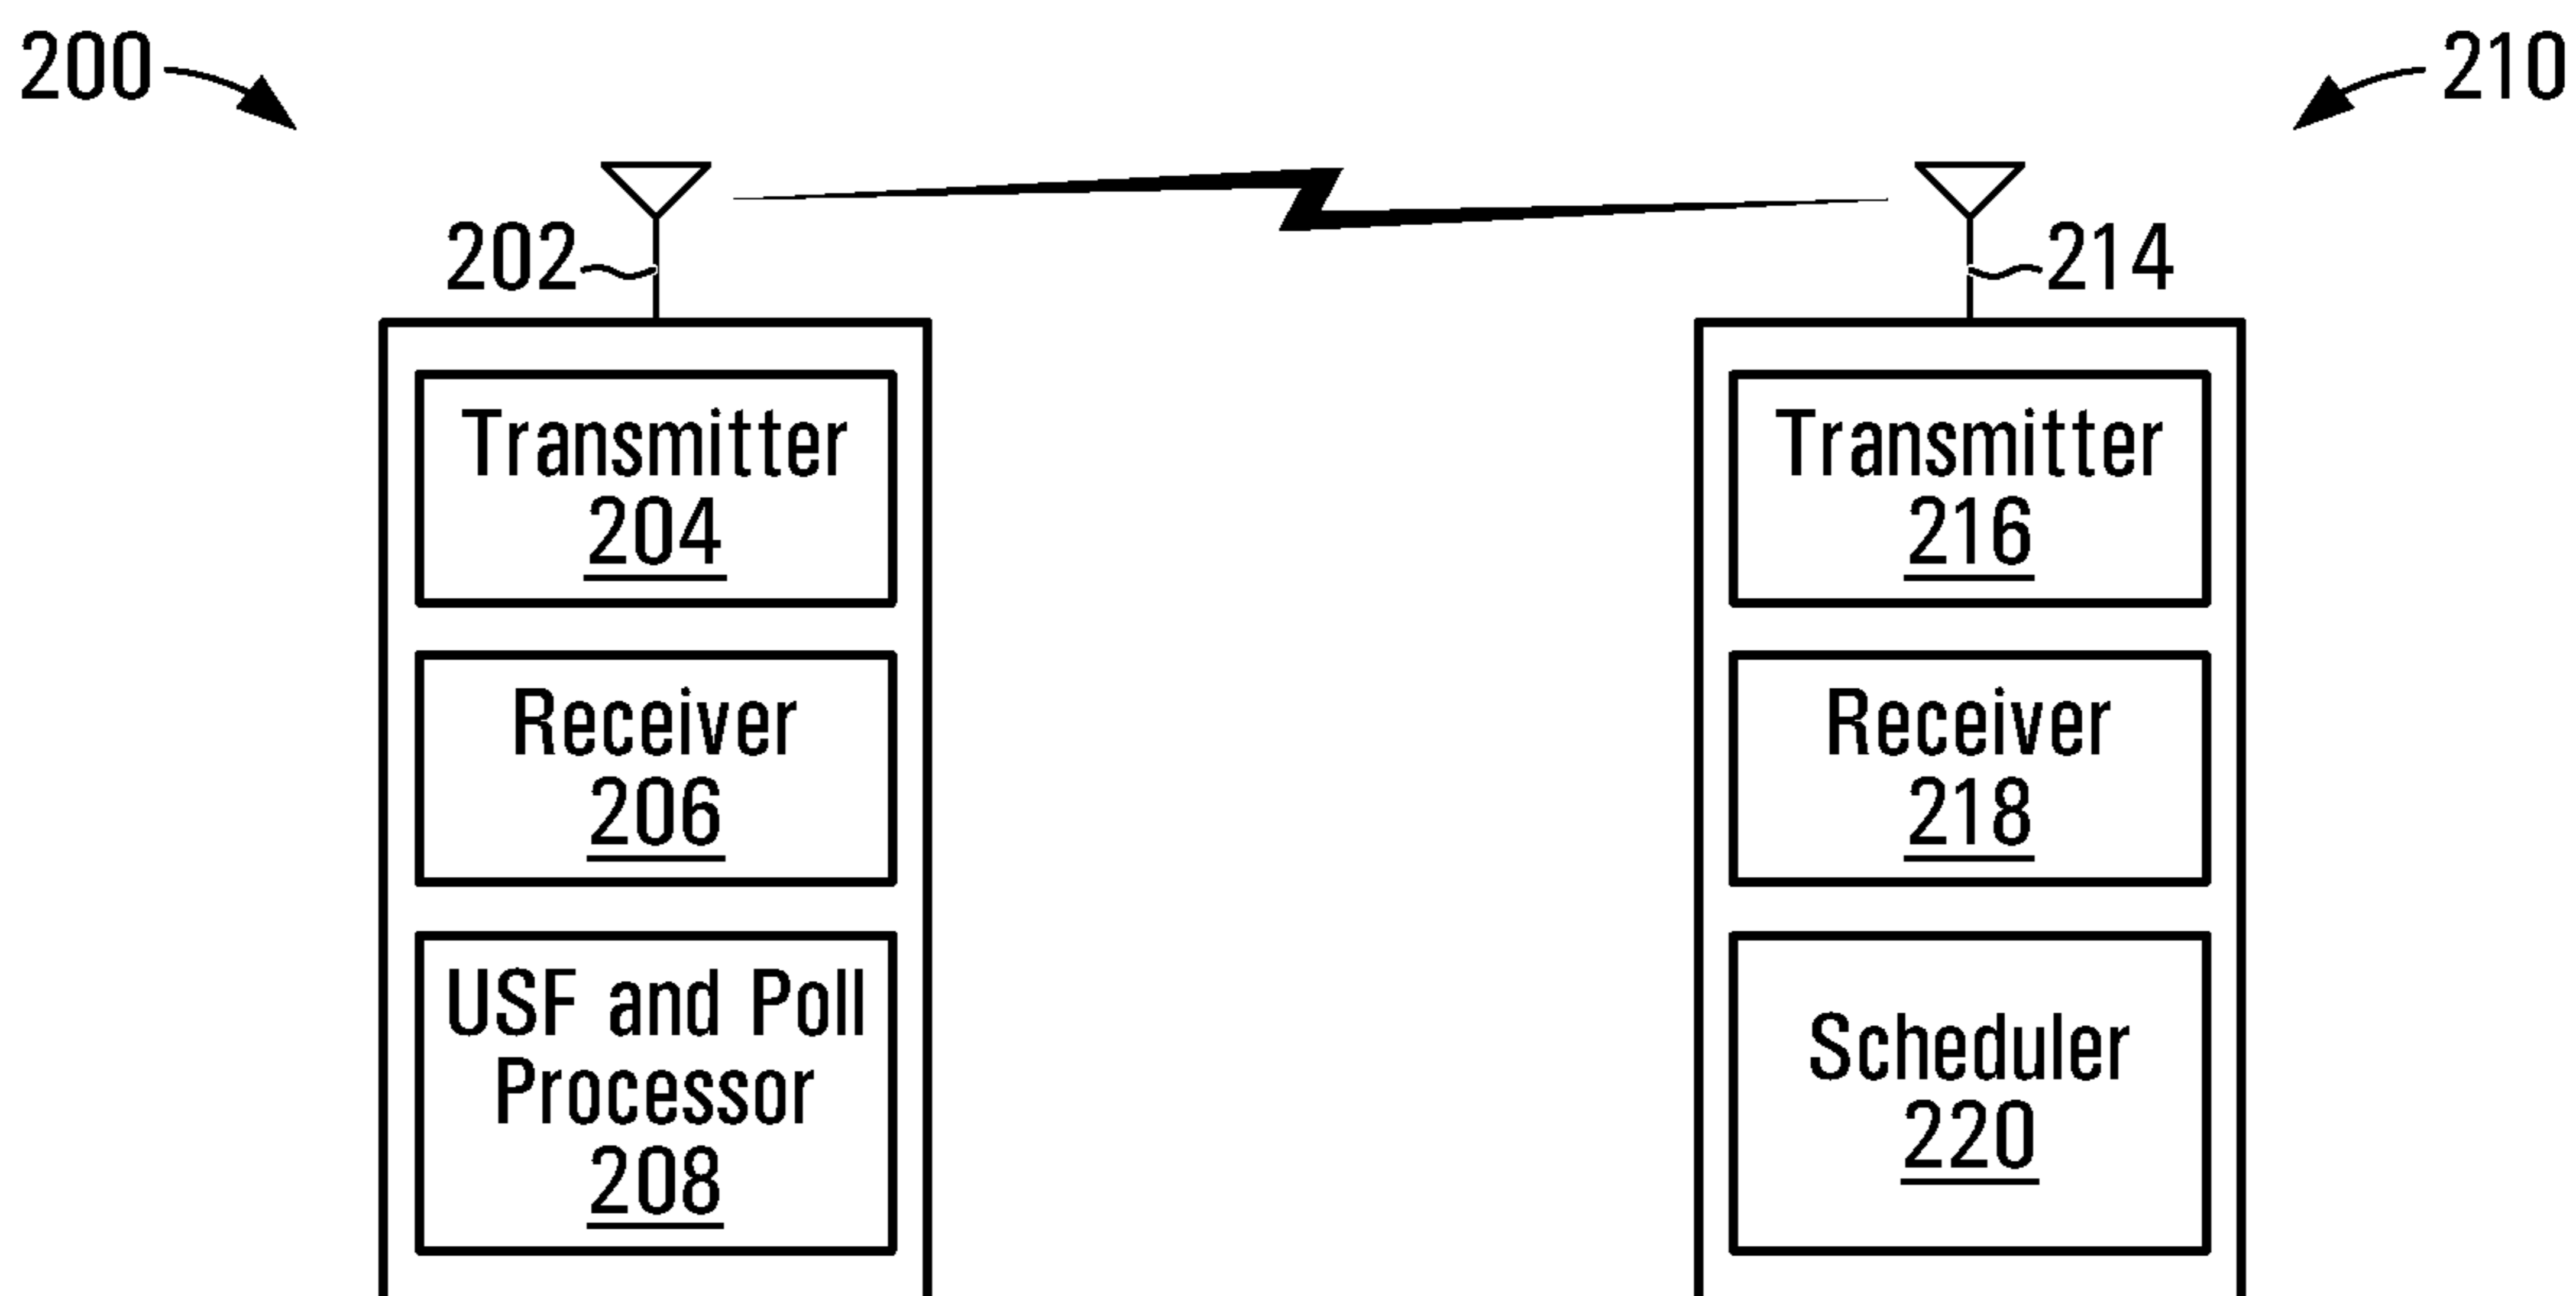 200
210
202
214
Transmitter
204
Receiver
206
USF and Poll
Processor
208
Transmitter
216
Receiver
218
Scheduler
220